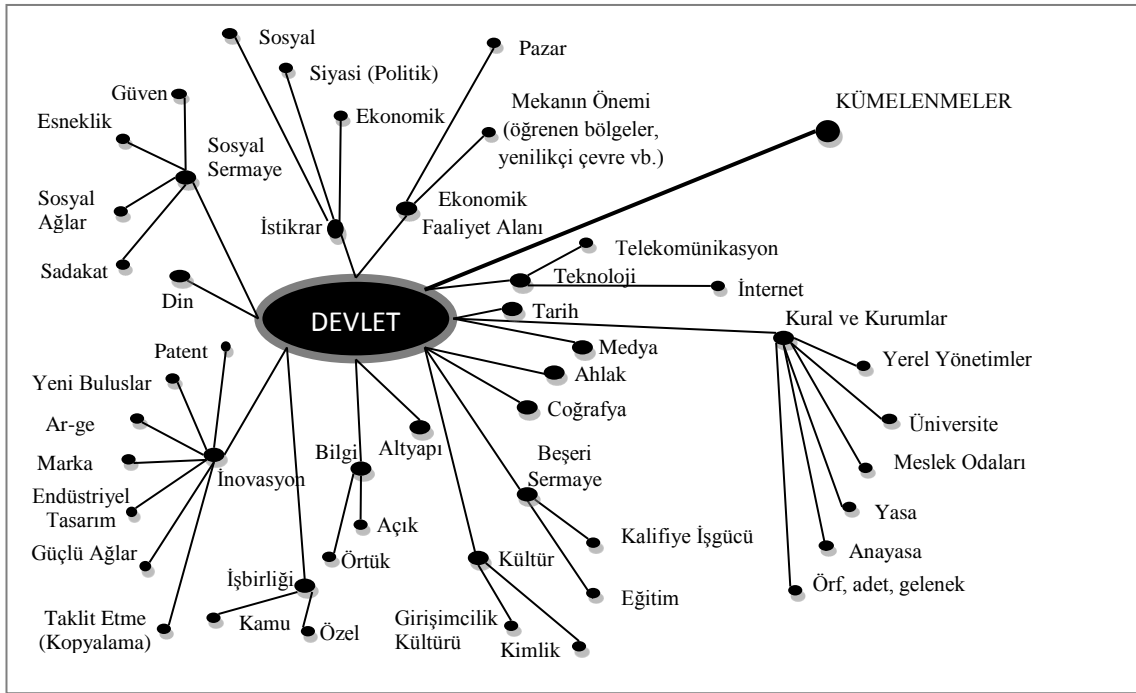 Sosyal
Pazar
Siyasi (Politik)
Güven
Mekanın Önemi
(öğrenen bölgeler,
yenilikçi çevre vb.)
KÜMELENMELER
Esneklik
Ekonomik
Sosyal
Sermaye
Sosyal
Ağlar
Ekonomik
Faaliyet Alanı
İstikrar
Telekomünikasyon
Sadakat
Teknoloji
İnternet
Din
DEVLET
Tarih
Kural ve Kurumlar
Medya
Patent
Yerel Yönetimler
Ahlak
Yeni Buluslar
Coğrafya
Ar-ge
Üniversite
Altyapı
Bilgi
Beşeri
Sermaye
Marka
İnovasyon
Meslek Odaları
Endüstriyel
Tasarım
Yasa
Açık
Kalifiye İşgücü
Güçlü Ağlar
Örtük
Kültür
Anayasa
İşbirliği
Örf, adet, gelenek
Eğitim
Taklit Etme
(Kopyalama)
Kamu
Özel
Girişimcilik
Kültürü
Kimlik